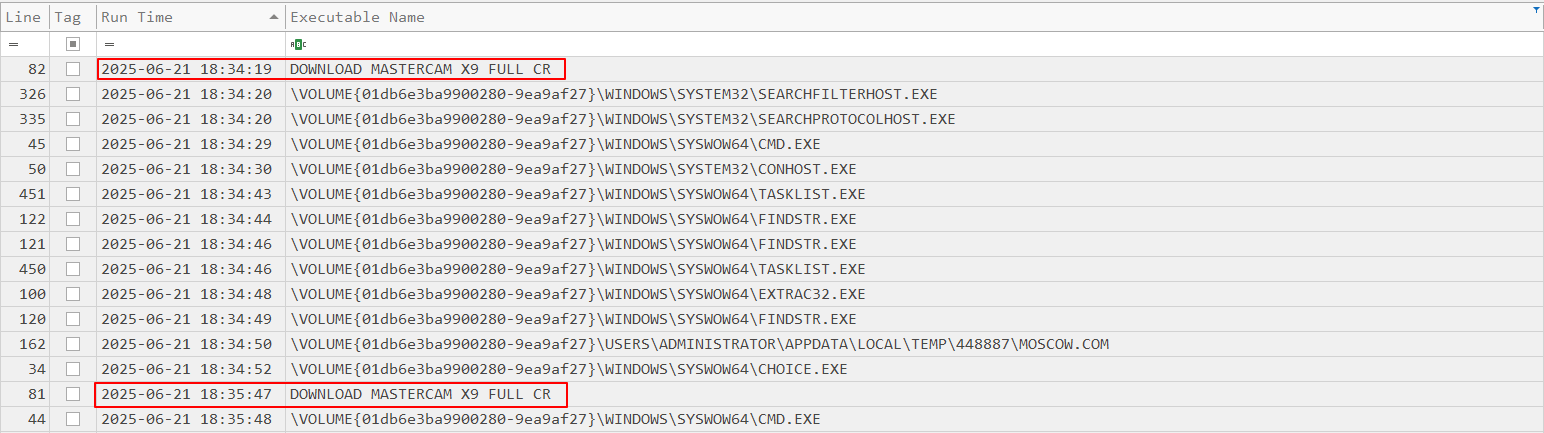 Line Tag Run Time Executable Name
= = ABC
82 2025-06-21 18:34:19 DOWNLOAD MASTERCAM X9 FULL CR
326 2025-06-21 18:34:20 \VOLUME{01db6e3ba9900280-9ea9af27}\WINDOWS\SYSTEM32\SEARCHFILTERHOST.EXE
335 2025-06-21 18:34:20 \VOLUME{01db6e3ba9900280-9ea9af27}\WINDOWS\SYSTEM32\SEARCHPROTOCOLHOST.EXE
45 2025-06-21 18:34:29 \VOLUME{01db6e3ba9900280-9ea9af27}\WINDOWS\SYSWOW64\CMD.EXE
50 2025-06-21 18:34:30 \VOLUME{01db6e3ba9900280-9ea9af27}\WINDOWS\SYSTEM32\CONHOST.EXE
451 2025-06-21 18:34:43 \VOLUME{01db6e3ba9900280-9ea9af27}\WINDOWS\SYSWOW64\TASKLIST.EXE
122 2025-06-21 18:34:44 \VOLUME{01db6e3ba9900280-9ea9af27}\WINDOWS\SYSWOW64\FINDSTR.EXE
121 2025-06-21 18:34:46 \VOLUME{01db6e3ba9900280-9ea9af27}\WINDOWS\SYSWOW64\FINDSTR.EXE
450 2025-06-21 18:34:46 \VOLUME{01db6e3ba9900280-9ea9af27}\WINDOWS\SYSWOW64\TASKLIST.EXE
100 2025-06-21 18:34:48 \VOLUME{01db6e3ba9900280-9ea9af27}\WINDOWS\SYSWOW64\EXTRAC32.EXE
120 2025-06-21 18:34:49 \VOLUME{01db6e3ba9900280-9ea9af27}\WINDOWS\SYSWOW64\FINDSTR.EXE
162 2025-06-21 18:34:50 \VOLUME{01db6e3ba9900280-9ea9af27}\USERS\ADMINISTRATOR\APPDATA\LOCAL\TEMP\448887\MOSCOW.COM
34 2025-06-21 18:34:52 \VOLUME{01db6e3ba9900280-9ea9af27}\WINDOWS\SYSWOW64\CHOICE.EXE
81 2025-06-21 18:35:47 DOWNLOAD MASTERCAM X9 FULL CR
44 2025-06-21 18:35:48 \VOLUME{01db6e3ba9900280-9ea9af27}\WINDOWS\SYSWOW64\CMD.EXE